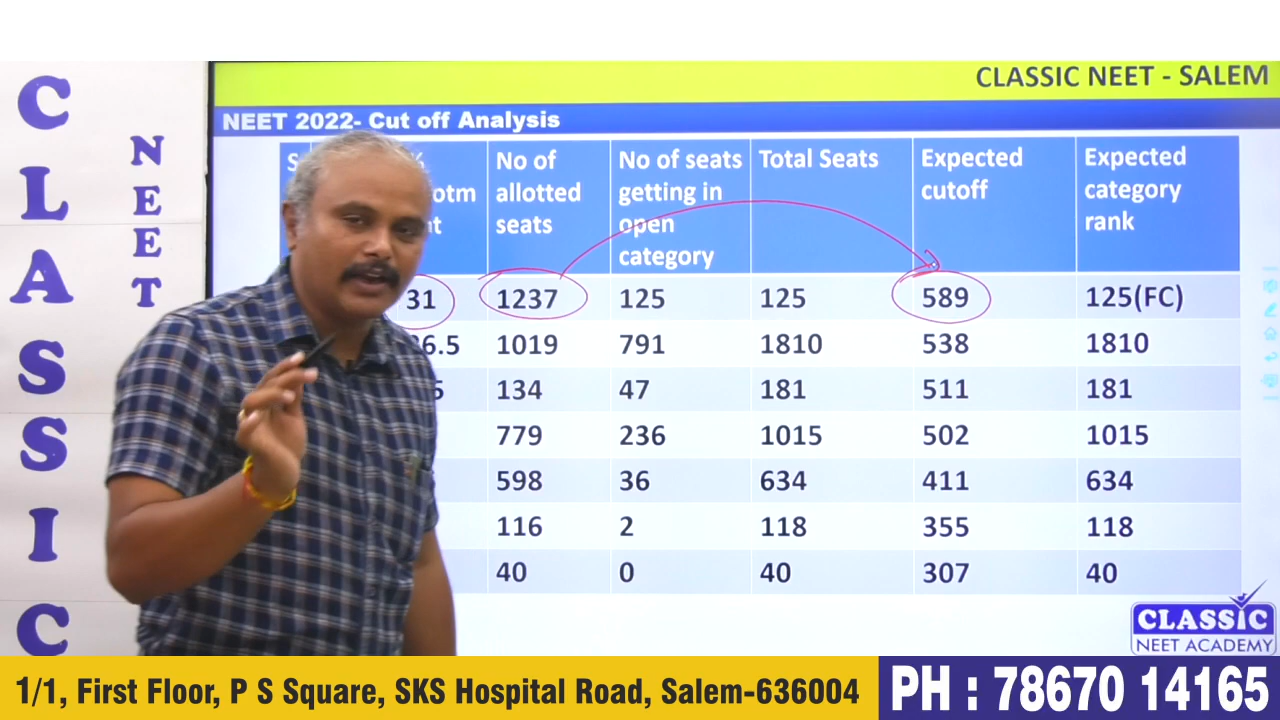 CLASSIC
NEET
CLASSIC NEET - SALEM
NEET 2022- Cut off Analysis
No of allotted seats
No of seats getting in open category
Total Seats
Expected cutoff
Expected category rank
31 1237 125 125 589 125(FC)
6.5 1019 791 1810 538 1810
134 47 181 511 181
779 236 1015 502 1015
598 36 634 411 634
116 2 118 355 118
40 0 40 307 40
CLASSIC
NEET ACADEMY
1/1, First Floor, P S Square, SKS Hospital Road, Salem-636004
PH : 78670 14165